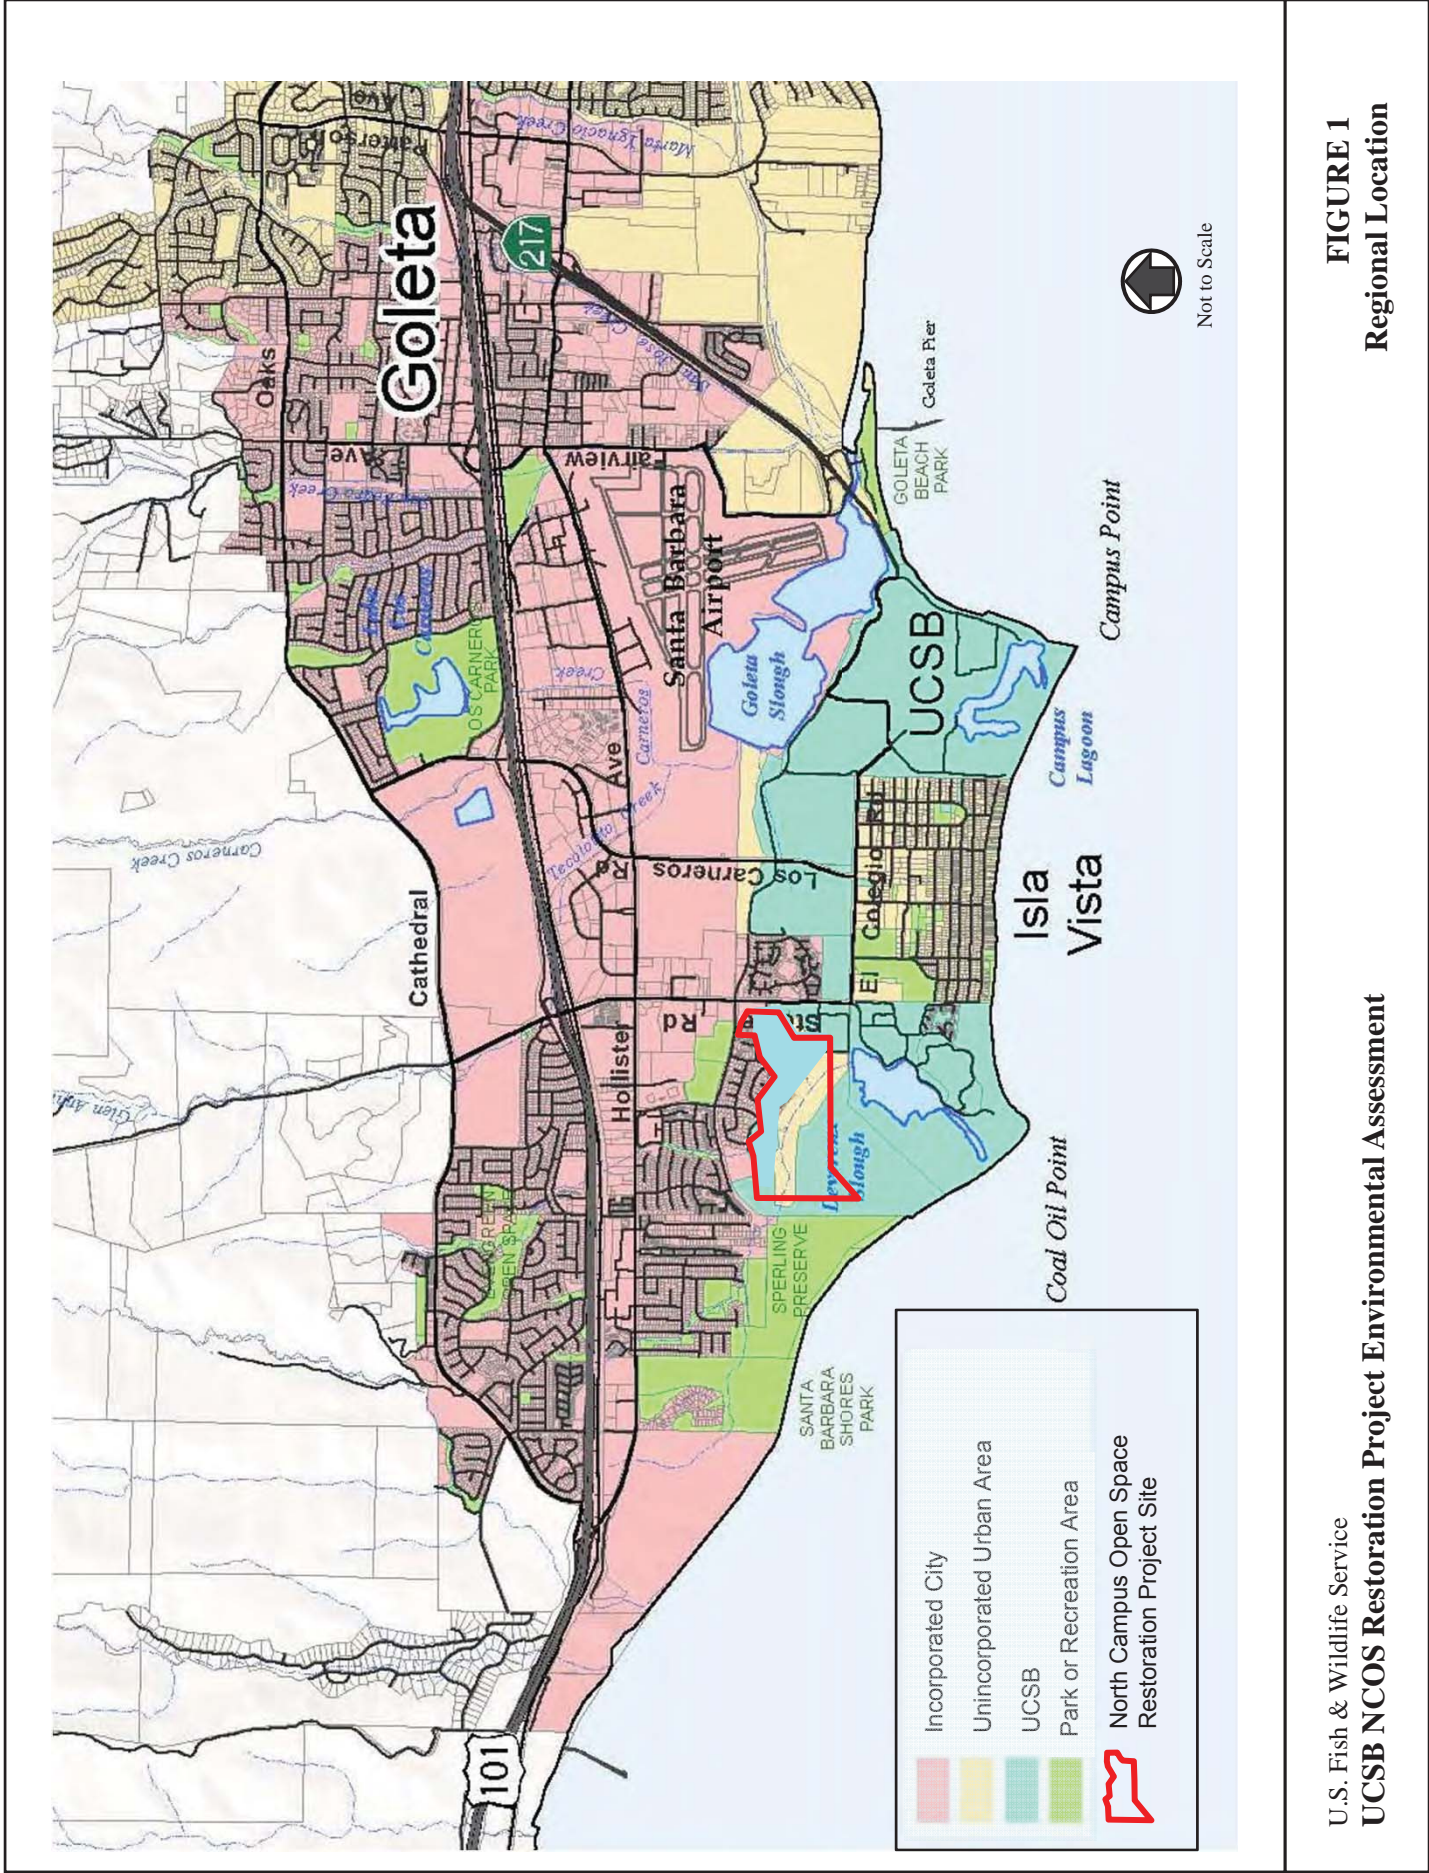 Cathedral
Oaks
Ave
Patterson
Ave
Goleta
217
101
Maria Ygnacio Creek
San Jose
Creek
Fairview
Carneros Creek
Glen Annie
Lake
Los
Carneros
LOS CARNEROS
PARK
EVERGREEN
OPEN SPACE
Hollister
Ave
Tecolotito Creek
Carneros
Creek
Los Carneros
Rd
Rd
Santa Barbara
Airport
Goleta
Slough
UCSB
El Colegio Rd
Isla
Vista
Campus
Lagoon
Campus Point
GOLETA
BEACH
PARK
Goleta Pier
Devereux
Slough
Coal Oil Point
SPERLING
PRESERVE
SANTA
BARBARA
SHORES
PARK
Not to Scale
Incorporated City
Unincorporated Urban Area
UCSB
Park or Recreation Area
North Campus Open Space
Restoration Project Site
U.S. Fish & Wildlife Service
UCSB NCOS Restoration Project Environmental Assessment
FIGURE 1
Regional Location